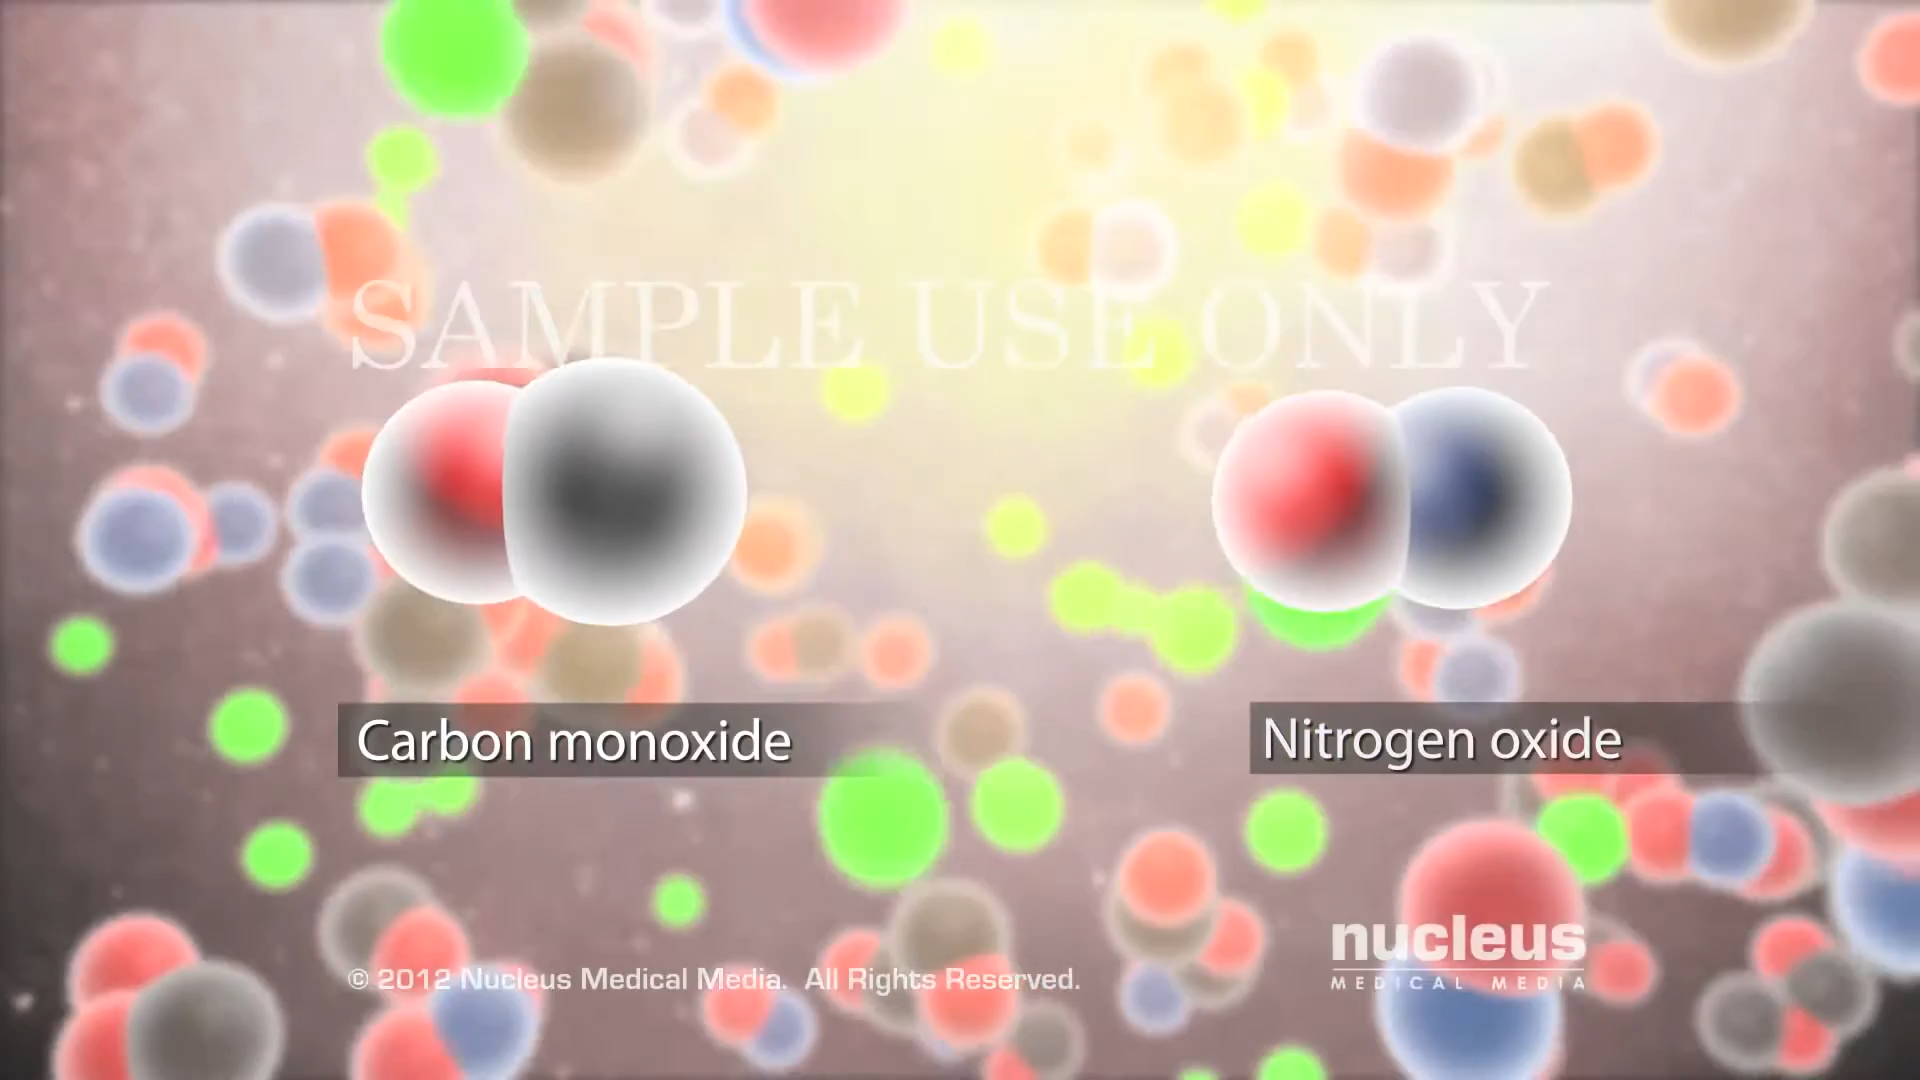 SAMPLE USE ONLY
Carbon monoxide
Nitrogen oxide
nucleus
MEDICAL MEDIA
© 2012 Nucleus Medical Media. All Rights Reserved.